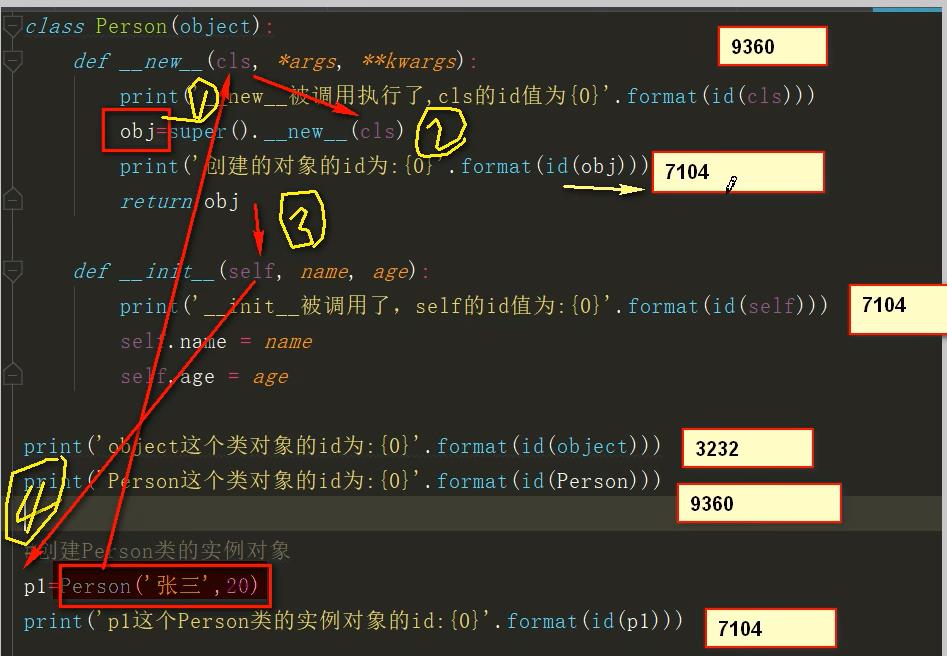 class Person(object):
def __new__(cls, *args, **kwargs):
9360
print('__new__被调用执行了,cls的id值为{0}'.format(id(cls)))
1
obj=super().__new__(cls)
2
print('创建的对象的id为:{0}'.format(id(obj)))
7104
return obj
3
def __init__(self, name, age):
print('__init__被调用了，self的id值为:{0}'.format(id(self)))
7104
self.name = name
self.age = age
print('object这个类对象的id为:{0}'.format(id(object)))
3232
print('Person这个类对象的id为:{0}'.format(id(Person)))
9360
4
#创建Person类的实例对象
p1=Person('张三',20)
print('p1这个Person类的实例对象的id:{0}'.format(id(p1)))
7104